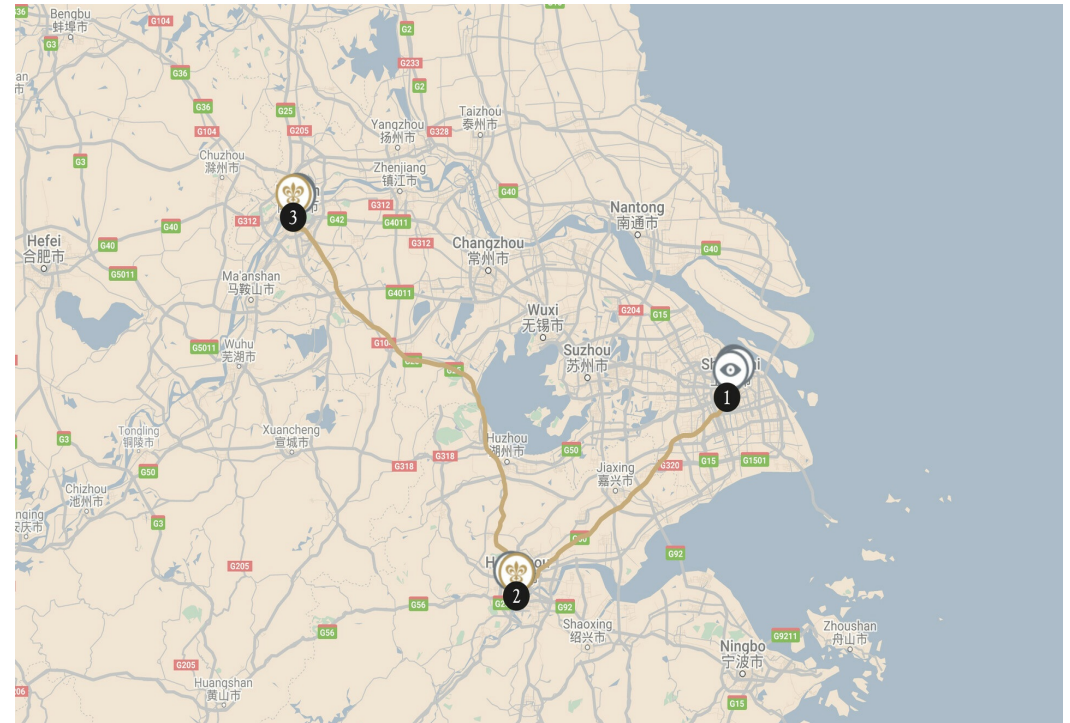 G36
Bengbu
蚌埠市
G104
G2
G3
G233
G36
G2
G36
G25
Taizhou
泰州市
G104
G205
Yangzhou
扬州市
G328
G3
Chuzhou
滁州市
Zhenjiang
镇江市
G40
3
G312
G42
G312
G4011
Nantong
南通市
G40
G40
G312
Changzhou
常州市
G40
Hefei
合肥市
G5011
Ma'anshan
马鞍山市
G4011
Wuxi
无锡市
G204
G15
G5011
Wuhu
芜湖市
Suzhou
苏州市
1
Tongling
铜陵市
Xuancheng
宣城市
Huzhou
湖州市
G3
G50
G318
G318
G320
G15
G1501
G50
Jiaxing
嘉兴市
Chizhou
池州市
G3
G92
G205
2
G56
G92
G56
Shaoxing
绍兴市
Zhoushan
舟山市
G9211
Ningbo
宁波市
G205
Huangshan
黄山市
G15